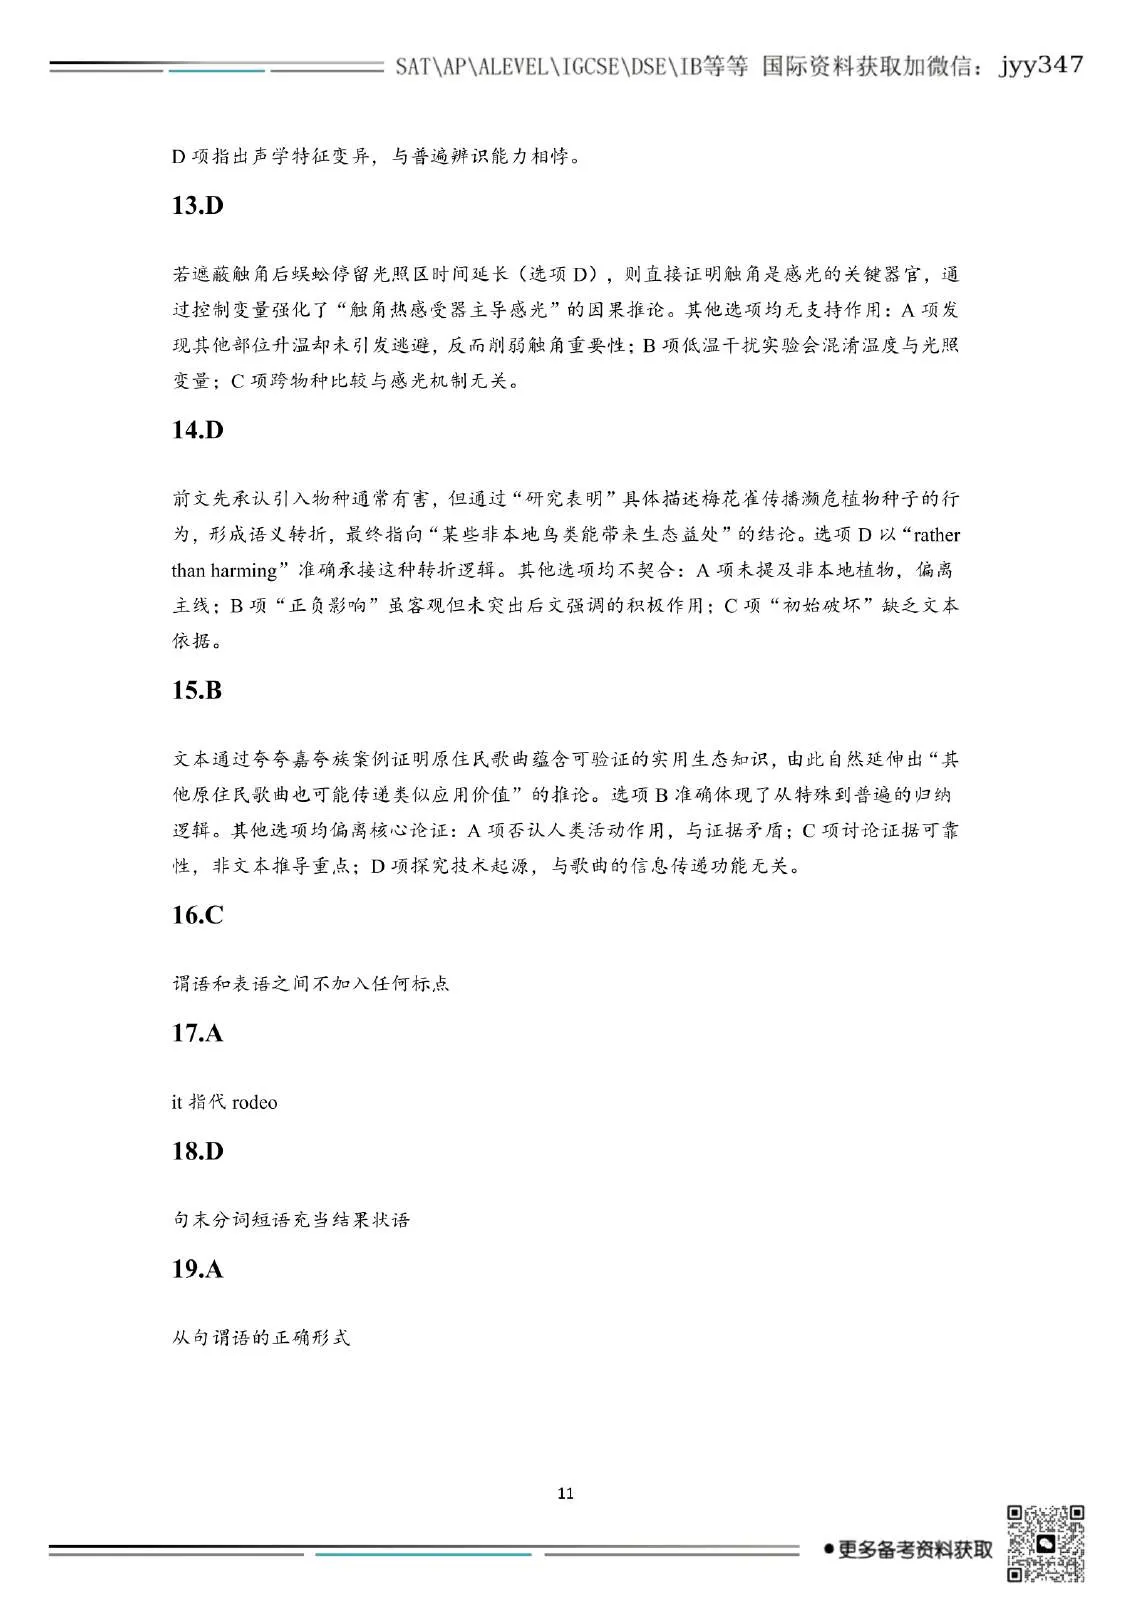 SAT\AP\ALEVEL\IGCSE\DSE\IB等等 国际资料获取加微信：jyy347
D 项指出声学特征变异，与普遍辨识能力相悖。
13.D
若遮蔽触角后蜈蚣停留光照区时间延长（选项 D），则直接证明触角是感光的关键器官，通
过控制变量强化了“触角热感受器主导感光”的因果推论。其他选项均无支持作用：A 项发
现其他部位升温却未引发逃避，反而削弱触角重要性；B 项低温干扰实验会混淆温度与光照
变量；C 项跨物种比较与感光机制无关。
14.D
前文先承认引入物种通常有害，但通过“研究表明”具体描述梅花雀传播濒危植物种子的行
为，形成语义转折，最终指向“某些非本地鸟类能带来生态益处”的结论。选项 D 以“rather
than harming”准确承接这种转折逻辑。其他选项均不契合：A 项未提及非本地植物，偏离
主线；B 项“正负影响”虽客观但未突出后文强调的积极作用；C 项“初始破坏”缺乏文本
依据。
15.B
文本通过夸夸嘉夸族案例证明原住民歌曲蕴含可验证的实用生态知识，由此自然延伸出“其
他原住民歌曲也可能传递类似应用价值”的推论。选项 B 准确体现了从特殊到普遍的归纳
逻辑。其他选项均偏离核心论证：A 项否认人类活动作用，与证据矛盾；C 项讨论证据可靠
性，非文本推导重点；D 项探究技术起源，与歌曲的信息传递功能无关。
16.C
谓语和表语之间不加入任何标点
17.A
it 指代 rodeo
18.D
句末分词短语充当结果状语
19.A
从句谓语的正确形式
11
●更多备考资料获取